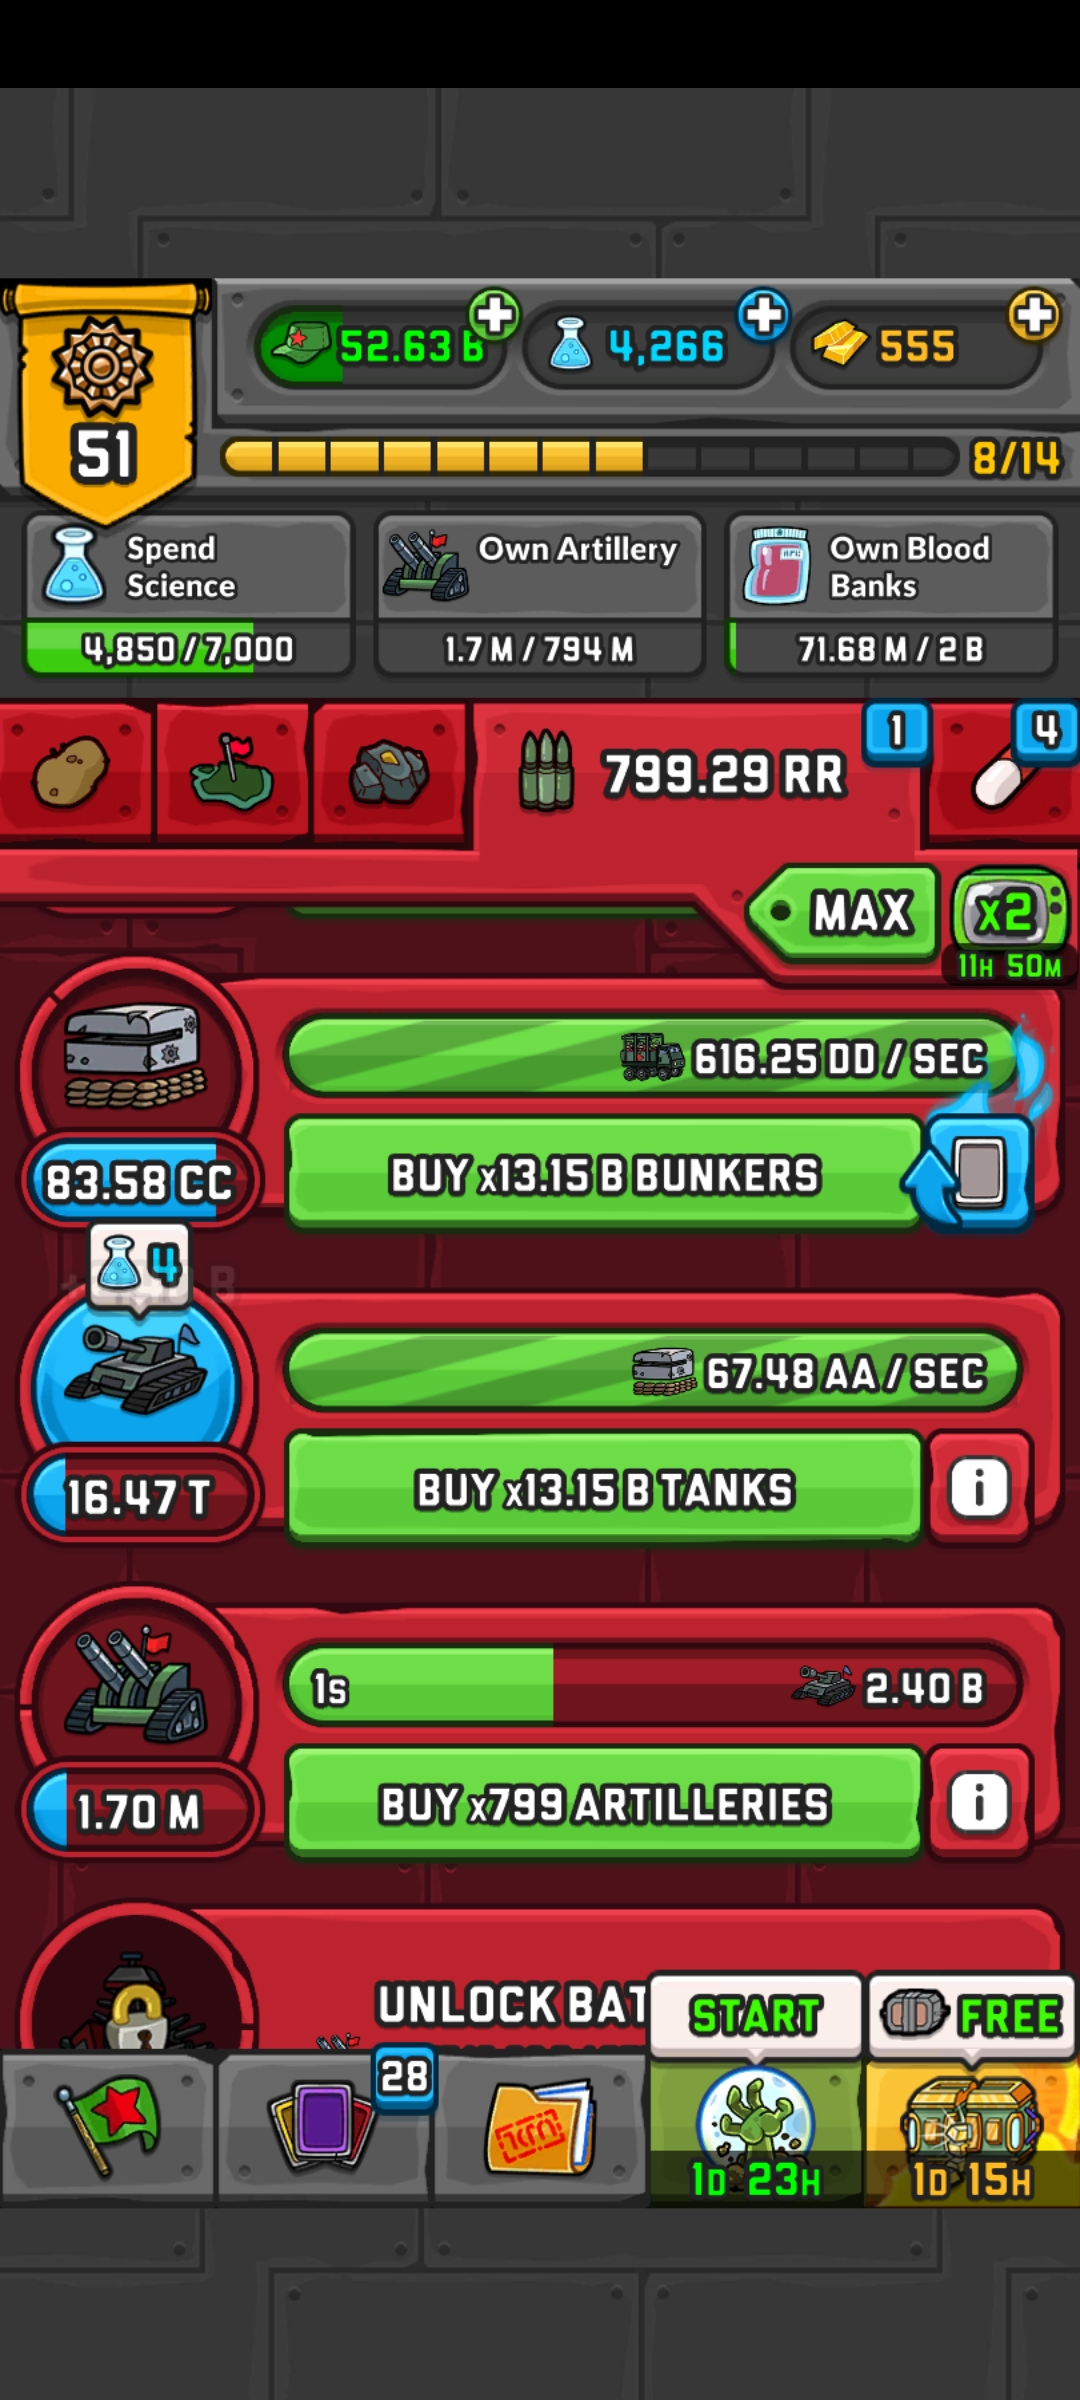 52.63 B
4,266
555
51
8/14
Spend
Science
4,850/7,000
Own Artillery
1.7 M / 794 M
Own Blood
Banks
71.68 M / 2 B
799.29 RR
1
4
MAX
x2
11H 50M
616.25 DD / SEC
83.58 CC
BUY x13.15 B BUNKERS
4
67.48 AA / SEC
16.47 T
BUY x13.15 B TANKS
i
1s
2.40 B
1.70 M
BUY x799 ARTILLERIES
i
UNLOCK BAT
START
FREE
28
1D 23H
1D 15H